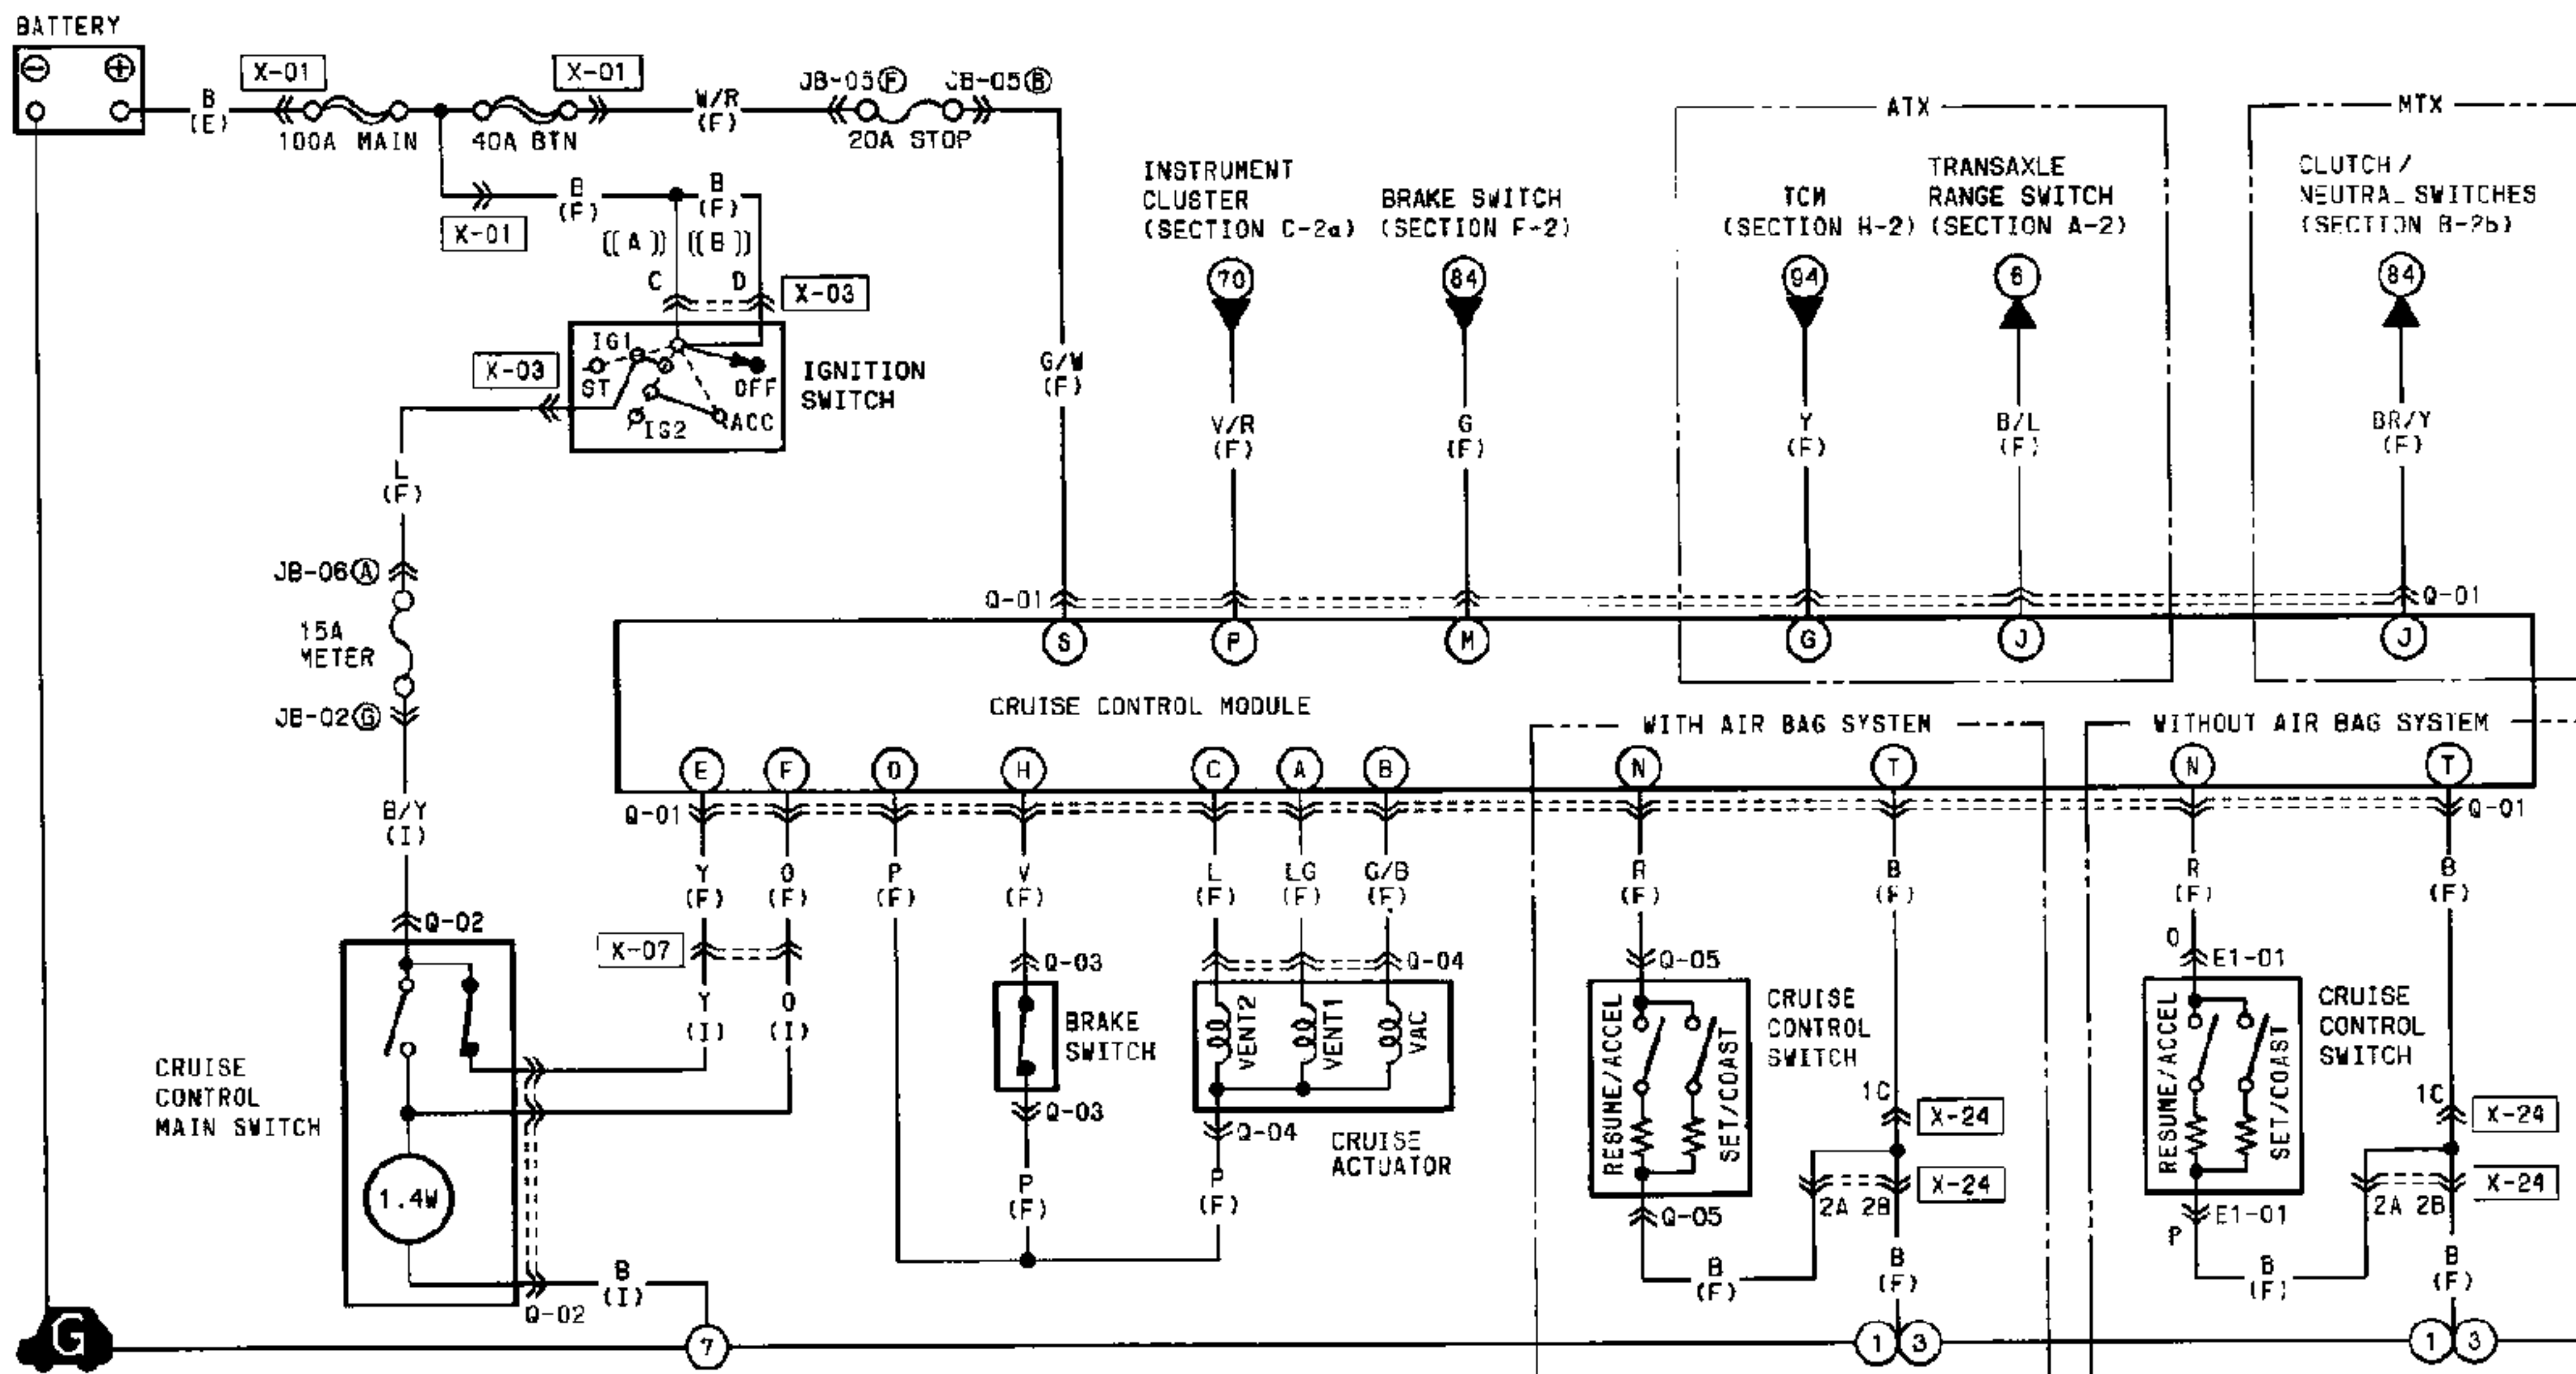 BATTERY
X-01
X-01
JB-05 F
JB-05 B
B
(E)
W/R
(F)
100A MAIN
40A BTN
20A STOP
ATX
MTX
B
(F)
B
(F)
X-01
((A))
((B))
C
D
X-03
INSTRUMENT
CLUSTER
(SECTION C-2a)
BRAKE SWITCH
(SECTION F-2)
TCM
(SECTION H-2)
TRANSAXLE
RANGE SWITCH
(SECTION A-2)
CLUTCH/
NEUTRAL SWITCHES
(SECTION B-2b)
70
84
94
6
84
X-03
IG1
ST
OFF
IG2
ACC
IGNITION
SWITCH
G/W
(F)
V/R
(F)
G
(F)
Y
(F)
B/L
(F)
BR/Y
(F)
L
(F)
JB-06 A
15A
METER
JB-02 G
Q-01
Q-01
S
P
M
G
J
J
CRUISE CONTROL MODULE
WITH AIR BAG SYSTEM
WITHOUT AIR BAG SYSTEM
E
F
D
H
C
A
B
N
T
N
T
Q-01
Q-01
B/Y
(I)
Y
(F)
O
(F)
P
(F)
V
(F)
L
(F)
LG
(F)
G/B
(F)
R
(F)
B
(F)
R
(F)
B
(F)
Q-02
X-07
Q-03
Q-04
Q-05
O
E1-01
Y
(I)
O
(I)
BRAKE
SWITCH
VENT2
VENT1
VAC
RESUME/ACCEL
SET/COAST
CRUISE
CONTROL
SWITCH
RESUME/ACCEL
SET/COAST
CRUISE
CONTROL
SWITCH
CRUISE
CONTROL
MAIN SWITCH
Q-03
Q-04
CRUISE
ACTUATOR
1C
X-24
1C
X-24
1.4W
P
(F)
P
(F)
Q-05
2A 2B
X-24
P
E1-01
2A 2B
X-24
B
(I)
Q-02
B
(F)
B
(F)
B
(F)
B
(F)
G
7
1
3
1
3